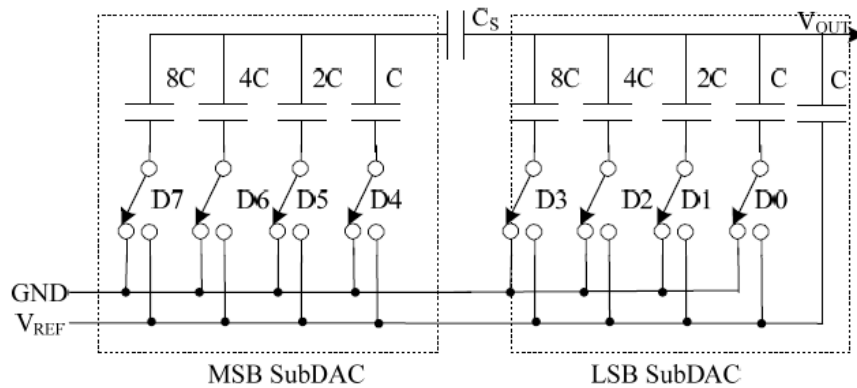 C_S
V_OUT
8C 4C 2C C 8C 4C 2C C C
D7 D6 D5 D4 D3 D2 D1 D0
GND
V_REF
MSB SubDAC LSB SubDAC